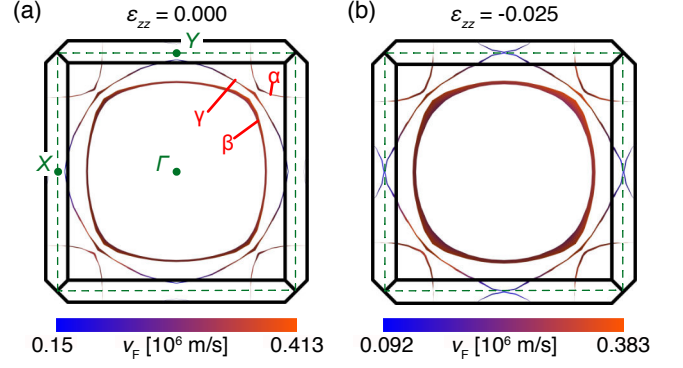 (a)
ε_zz = 0.000
Y
α
γ
β
X
Γ
0.15
v_F [10^6 m/s]
0.413
(b)
ε_zz = -0.025
0.092
v_F [10^6 m/s]
0.383